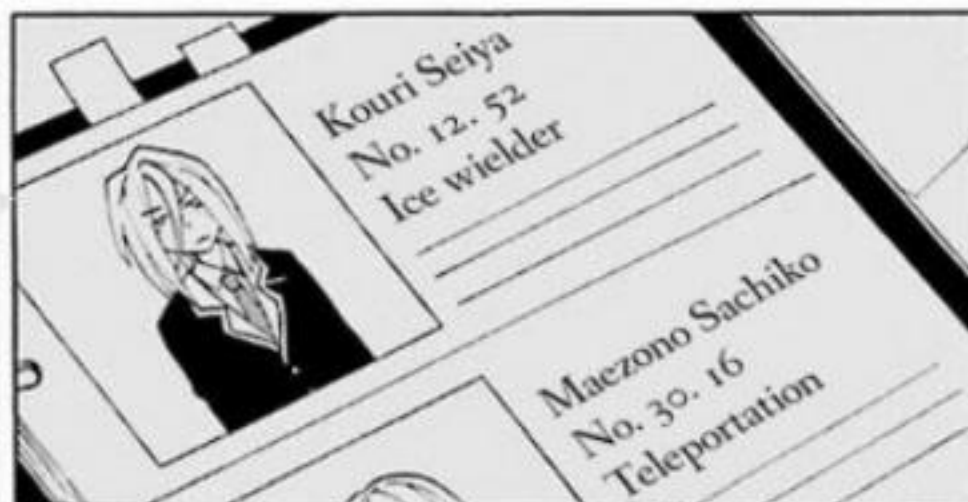 Kouri Seiya
No. 12. 52
Ice wielder
Maezono Sachiko
No. 30. 16
Teleportation